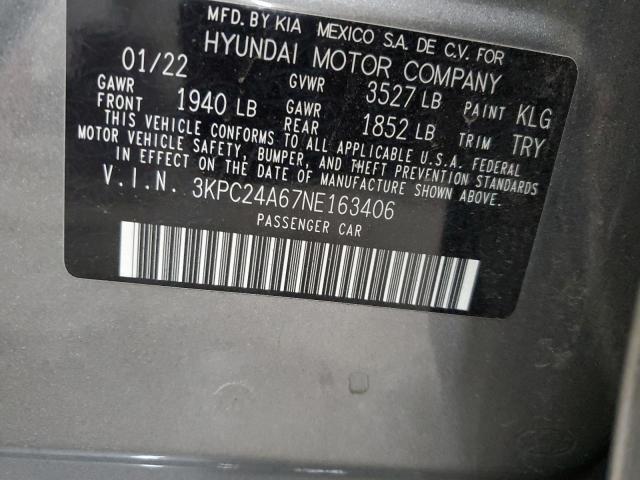 MFD. BY KIA MEXICO S.A. DE C.V. FOR
HYUNDAI MOTOR COMPANY
01/22 GVWR 3527 LB PAINT KLG
GAWR FRONT 1940 LB GAWR REAR 1852 LB TRIM TRY
THIS VEHICLE CONFORMS TO ALL APPLICABLE U.S.A. FEDERAL
MOTOR VEHICLE SAFETY, BUMPER, AND THEFT PREVENTION STANDARDS
IN EFFECT ON THE DATE OF MANUFACTURE SHOWN ABOVE.
V.I.N. 3KPC24A67NE163406
PASSENGER CAR